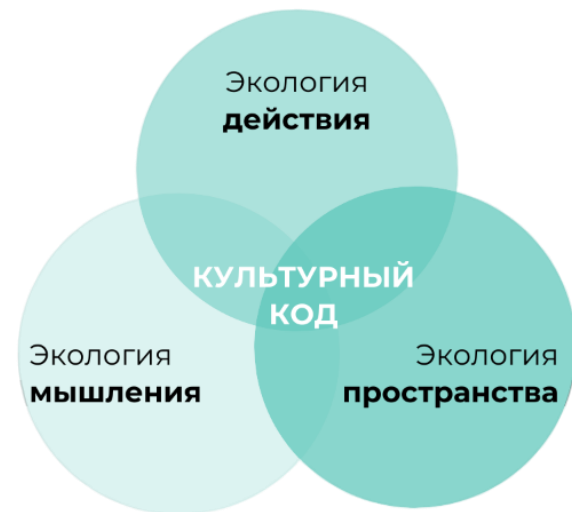 Экология
действия
КУЛЬТУРНЫЙ
КОД
Экология
мышления
Экология
пространства